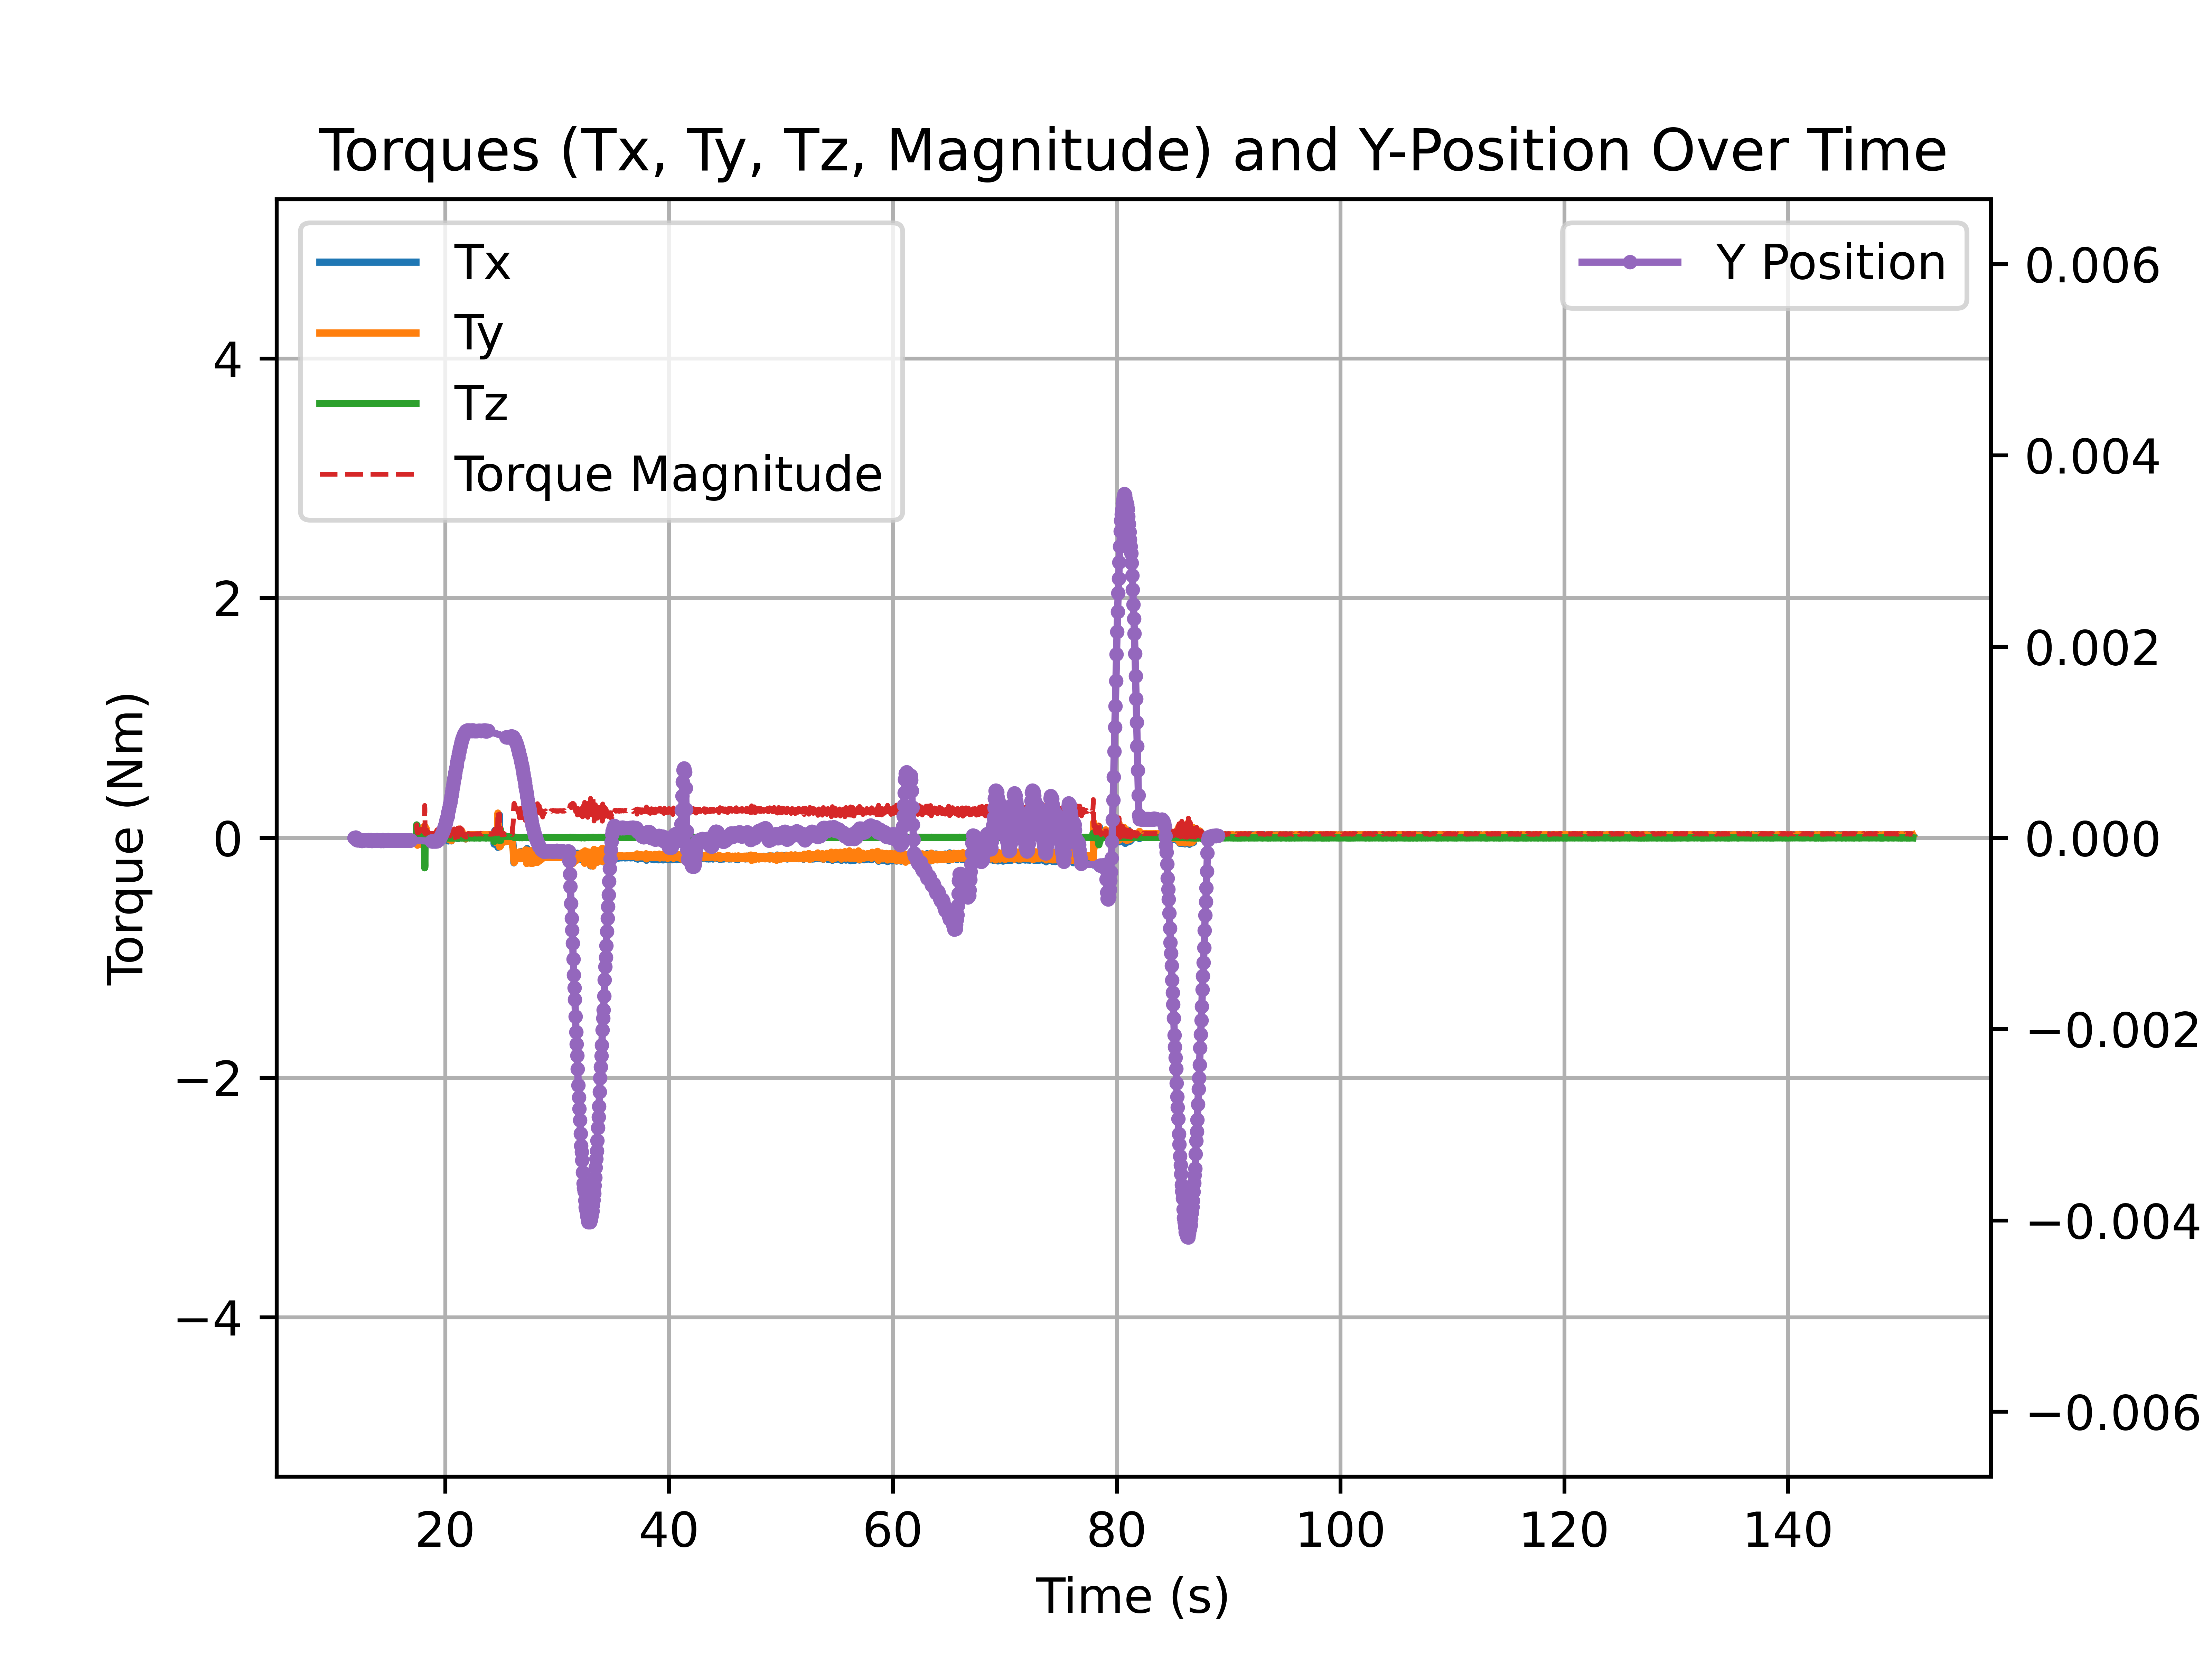 Torques (Tx, Ty, Tz, Magnitude) and Y-Position Over Time
Tx
Ty
Tz
Torque Magnitude
Y Position
Torque (Nm)
4
2
0
−2
−4
0.006
0.004
0.002
0.000
−0.002
−0.004
−0.006
20 40 60 80 100 120 140
Time (s)